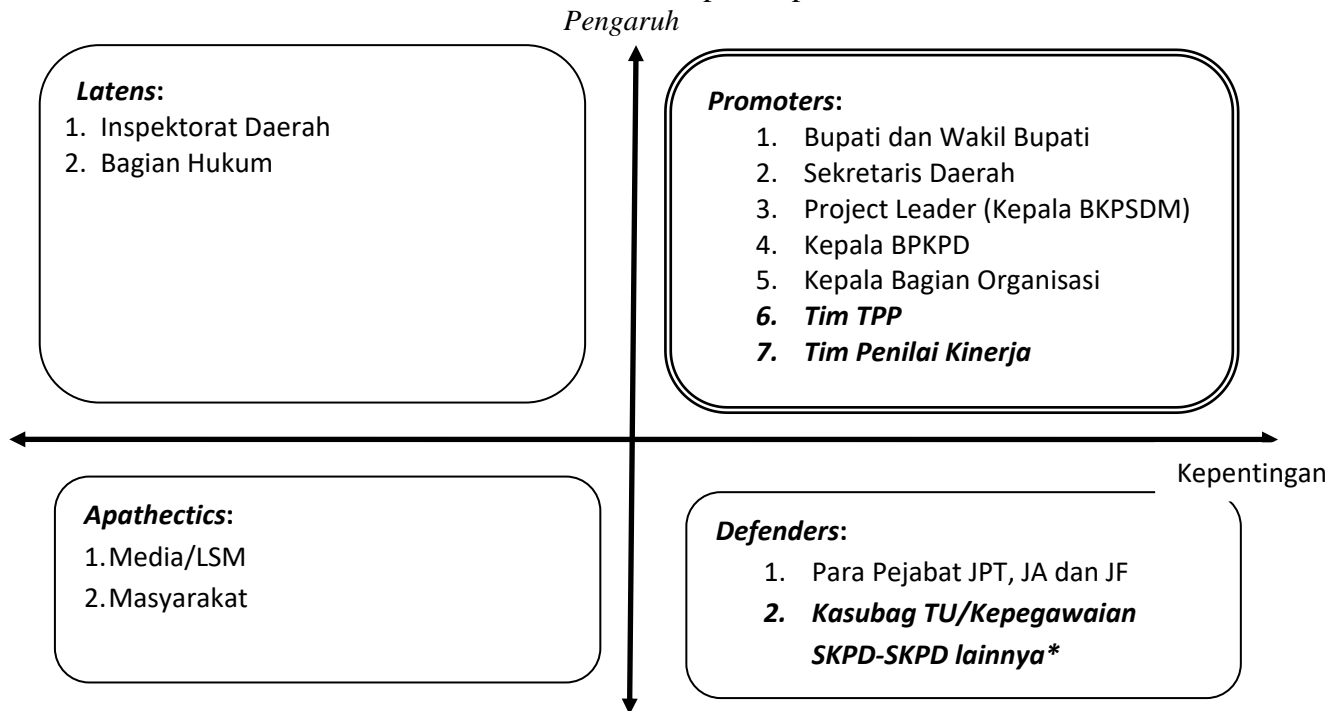 Pengaruh
Latens:
1. Inspektorat Daerah
2. Bagian Hukum
Promoters:
1. Bupati dan Wakil Bupati
2. Sekretaris Daerah
3. Project Leader (Kepala BKPSDM)
4. Kepala BPKPD
5. Kepala Bagian Organisasi
6. Tim TPP
7. Tim Penilai Kinerja
Kepentingan
Apathectics:
1.Media/LSM
2.Masyarakat
Defenders:
1. Para Pejabat JPT, JA dan JF
2. Kasubag TU/Kepegawaian
SKPD-SKPD lainnya*